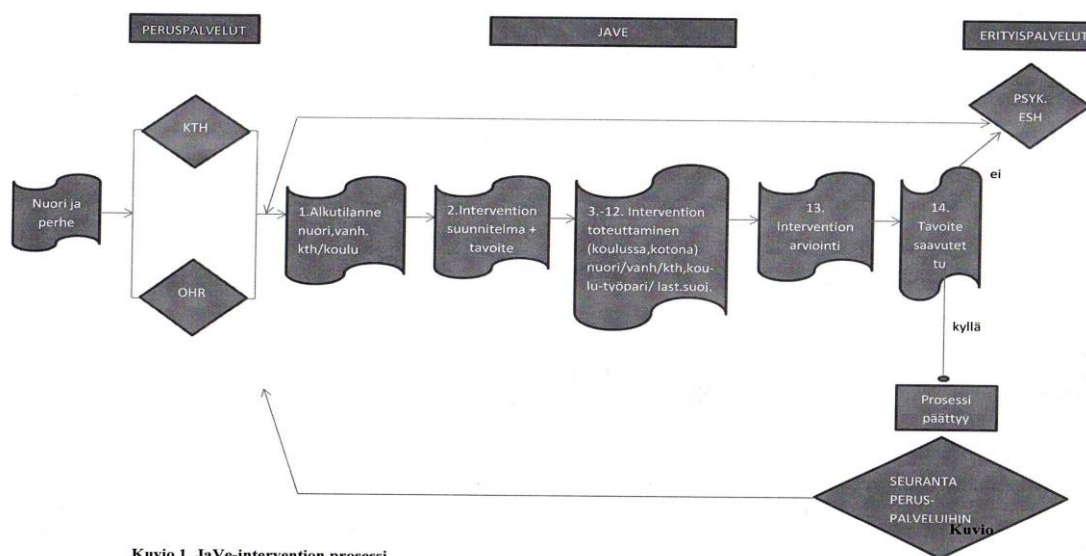 PERUSPALVELUT
JAVE
ERITYISPALVELUT
KTH
PSYK.
ESH
ei
Nuori ja
perhe
1.Alkutilanne
nuori,vanh.
kth/koulu
2.Intervention
suunnitelma +
tavoite
3.-12. Intervention
toteuttaminen
(koulussa,kotona)
nuori/vanh/kth,kou-
lu-työpari/ last.suoj.
13.
Intervention
arviointi
14.
Tavoite
saavutet
tu
OHR
kyllä
Prosessi
päättyy
SEURANTA
PERUS-
PALVELUIHIN
Kuvio
Kuvio 1. JaVe-intervention prosessi